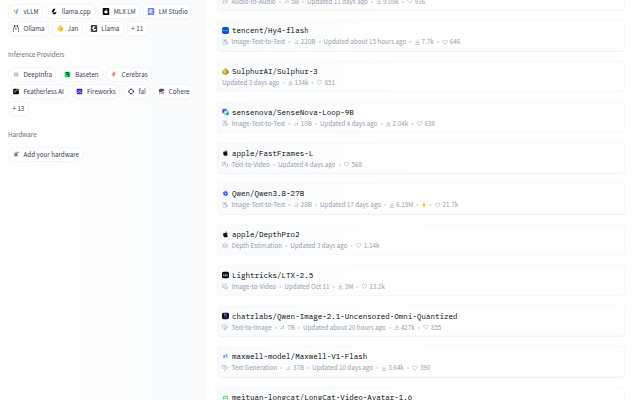 vLLM llama.cpp MLX LM LM Studio
Ollama Jan Llama + 11
Inference Providers
DeepInfra Baseten Cerebras
Featherless AI Fireworks fal Cohere
+ 13
Hardware
Add your hardware
tencent/Hy4-flash
Image-Text-to-Text • 320B • Updated about 15 hours ago • 7.7k • 646
SulphurAI/Sulphur-3
Updated 3 days ago • 134k • 851
sensenova/SenseNova-Loop-9B
Image-Text-to-Text • 10B • Updated 4 days ago • 2.04k • 630
apple/FastFrames-L
Text-to-Video • Updated 4 days ago • 560
Qwen/Qwen3.8-27B
Image-Text-to-Text • 28B • Updated 17 days ago • 6.19M • 21.7k
apple/DepthPro2
Depth Estimation • Updated 3 days ago • 1.14k
Lightricks/LTX-2.5
Image-to-Video • Updated Oct 11 • 3M • 13.2k
chatzlabs/Qwen-Image-2.1-Uncensored-Omni-Quantized
Text-to-Image • 7B • Updated about 20 hours ago • 427k • 835
maxwell-model/Maxwell-V1-Flash
Text Generation • 37B • Updated 10 days ago • 3.64k • 390
meituan-longcat/LongCat-Video-Avatar-1.6